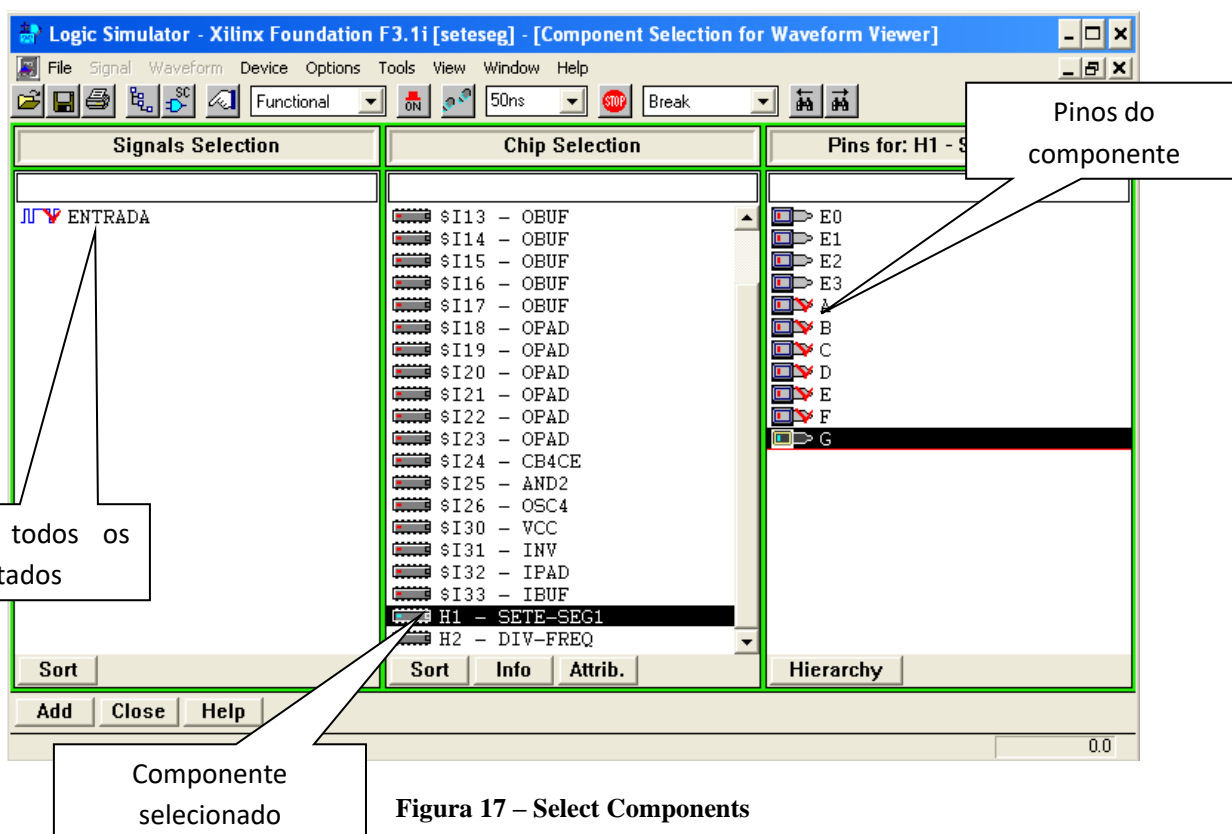 Logic Simulator - Xilinx Foundation F3.1i [seteseg] - [Component Selection for Waveform Viewer]
File Signal Waveform Device Options Tools View Window Help
SC Functional ON 50ns STOP Break
Signals Selection
ENTRADA
Chip Selection
$I13 – OBUF
$I14 – OBUF
$I15 – OBUF
$I16 – OBUF
$I17 – OBUF
$I18 – OPAD
$I19 – OPAD
$I20 – OPAD
$I21 – OPAD
$I22 – OPAD
$I23 – OPAD
$I24 – CB4CE
$I25 – AND2
$I26 – OSC4
$I30 – VCC
$I31 – INV
$I32 – IPAD
$I33 – IBUF
H1 – SETE-SEG1
H2 – DIV-FREQ
Pins for: H1 -
E0
E1
E2
E3
A
B
C
D
E
F
G
Pinos do
componente
todos os
tados
Sort
Sort Info Attrib.
Hierarchy
Add Close Help
0.0
Componente
selecionado
Figura 17 – Select Components